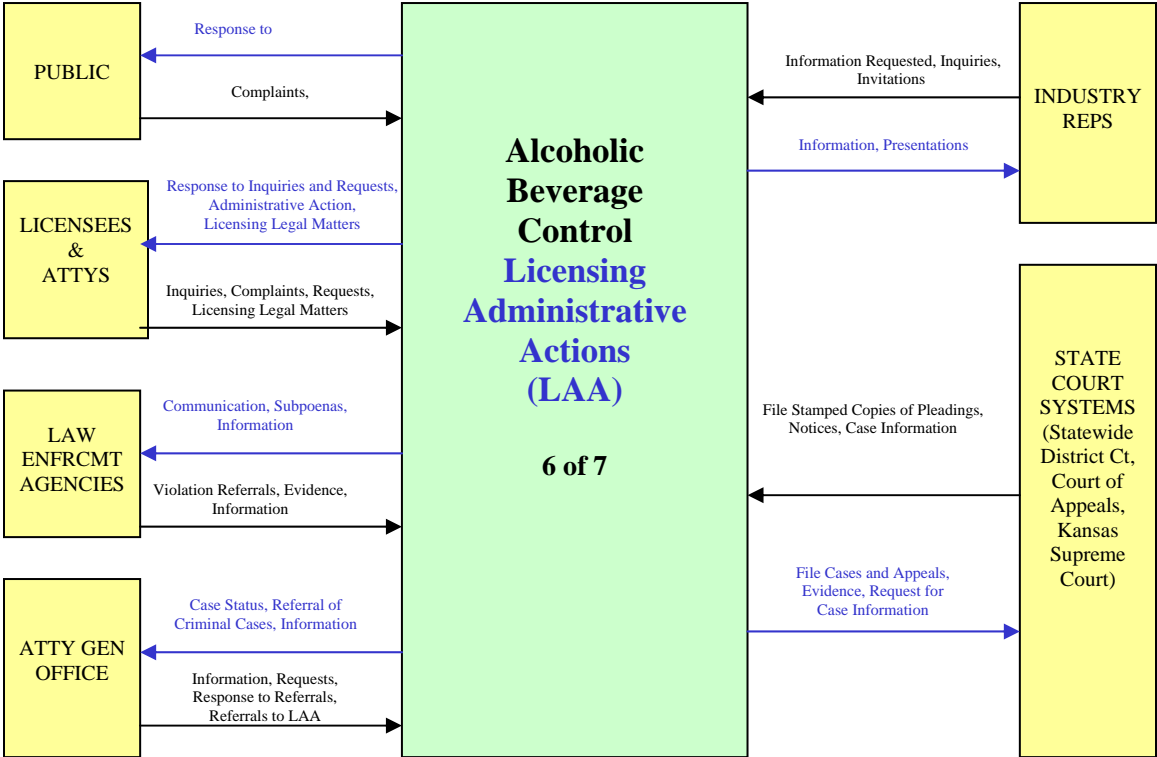 PUBLIC
Response to
Complaints,
LICENSEES
&
ATTYS
Response to Inquiries and Requests,
Administrative Action,
Licensing Legal Matters
Inquiries, Complaints, Requests,
Licensing Legal Matters
LAW
ENFRCMT
AGENCIES
Communication, Subpoenas,
Information
Violation Referrals, Evidence,
Information
ATTY GEN
OFFICE
Case Status, Referral of
Criminal Cases, Information
Information, Requests,
Response to Referrals,
Referrals to LAA
Alcoholic
Beverage
Control
Licensing
Administrative
Actions
(LAA)
6 of 7
Information Requested, Inquiries,
Invitations
Information, Presentations
INDUSTRY
REPS
File Stamped Copies of Pleadings,
Notices, Case Information
File Cases and Appeals,
Evidence, Request for
Case Information
STATE
COURT
SYSTEMS
(Statewide
District Ct,
Court of
Appeals,
Kansas
Supreme
Court)